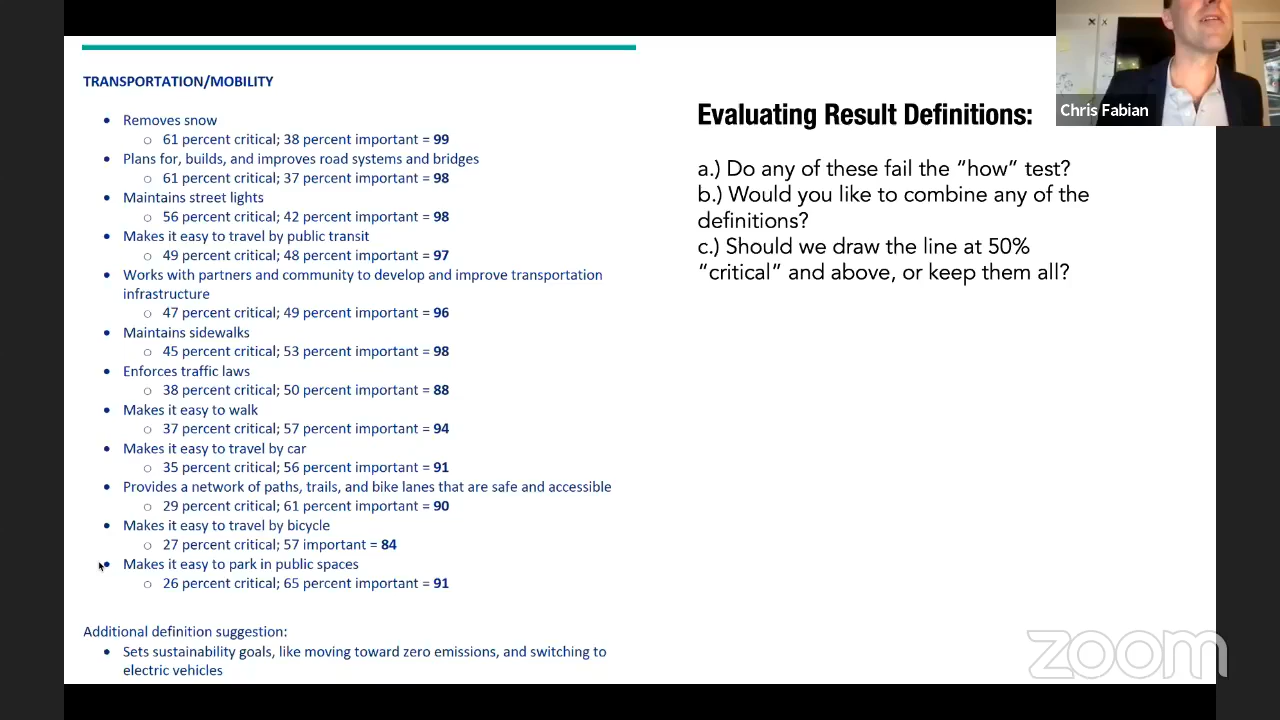 TRANSPORTATION/MOBILITY
• Removes snow
○ 61 percent critical; 38 percent important = 99
• Plans for, builds, and improves road systems and bridges
○ 61 percent critical; 37 percent important = 98
• Maintains street lights
○ 56 percent critical; 42 percent important = 98
• Makes it easy to travel by public transit
○ 49 percent critical; 48 percent important = 97
• Works with partners and community to develop and improve transportation
infrastructure
○ 47 percent critical; 49 percent important = 96
• Maintains sidewalks
○ 45 percent critical; 53 percent important = 98
• Enforces traffic laws
○ 38 percent critical; 50 percent important = 88
• Makes it easy to walk
○ 37 percent critical; 57 percent important = 94
• Makes it easy to travel by car
○ 35 percent critical; 56 percent important = 91
• Provides a network of paths, trails, and bike lanes that are safe and accessible
○ 29 percent critical; 61 percent important = 90
• Makes it easy to travel by bicycle
○ 27 percent critical; 57 important = 84
• Makes it easy to park in public spaces
○ 26 percent critical; 65 percent important = 91
Additional definition suggestion:
• Sets sustainability goals, like moving toward zero emissions, and switching to
electric vehicles
Evaluating Result Definitions:
a.) Do any of these fail the “how” test?
b.) Would you like to combine any of the
definitions?
c.) Should we draw the line at 50%
“critical” and above, or keep them all?
Chris Fabian
zoom